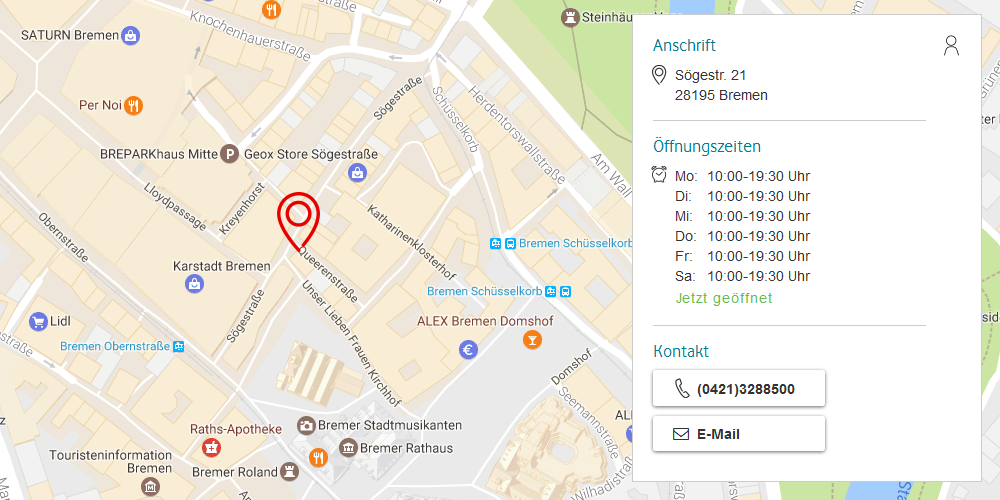 Steinhäu
SATURN Bremen
Knochenhauerstraße
Sögestraße
Per Noi
Schüsselkorb
Herdentorswallstraße
BREPARKhaus Mitte
Geox Store Sögestraße
Am Wall
Lloydpassage
Kreyenhorst
Obernstraße
Katharinenklosterhof
Bremen Schüsselkorb
Queerenstraße
Karstadt Bremen
Bremen Schüsselkorb
Sögestraße
Unser Lieben Frauen Kirchhof
Lidl
ALEX Bremen Domshof
Bremen Obernstraße
Obernstraße
Domshof
Seemannstraße
Raths-Apotheke
Bremen Stadtmusikanten
Bremen Rathaus
Touristeninformation
Bremen
Bremen Roland
Wilhadistraße
Anschrift
Sögestr. 21
28195 Bremen
Öffnungszeiten
Mo: 10:00-19:30 Uhr
Di: 10:00-19:30 Uhr
Mi: 10:00-19:30 Uhr
Do: 10:00-19:30 Uhr
Fr: 10:00-19:30 Uhr
Sa: 10:00-19:30 Uhr
Jetzt geöffnet
Kontakt
(0421)3288500
E-Mail